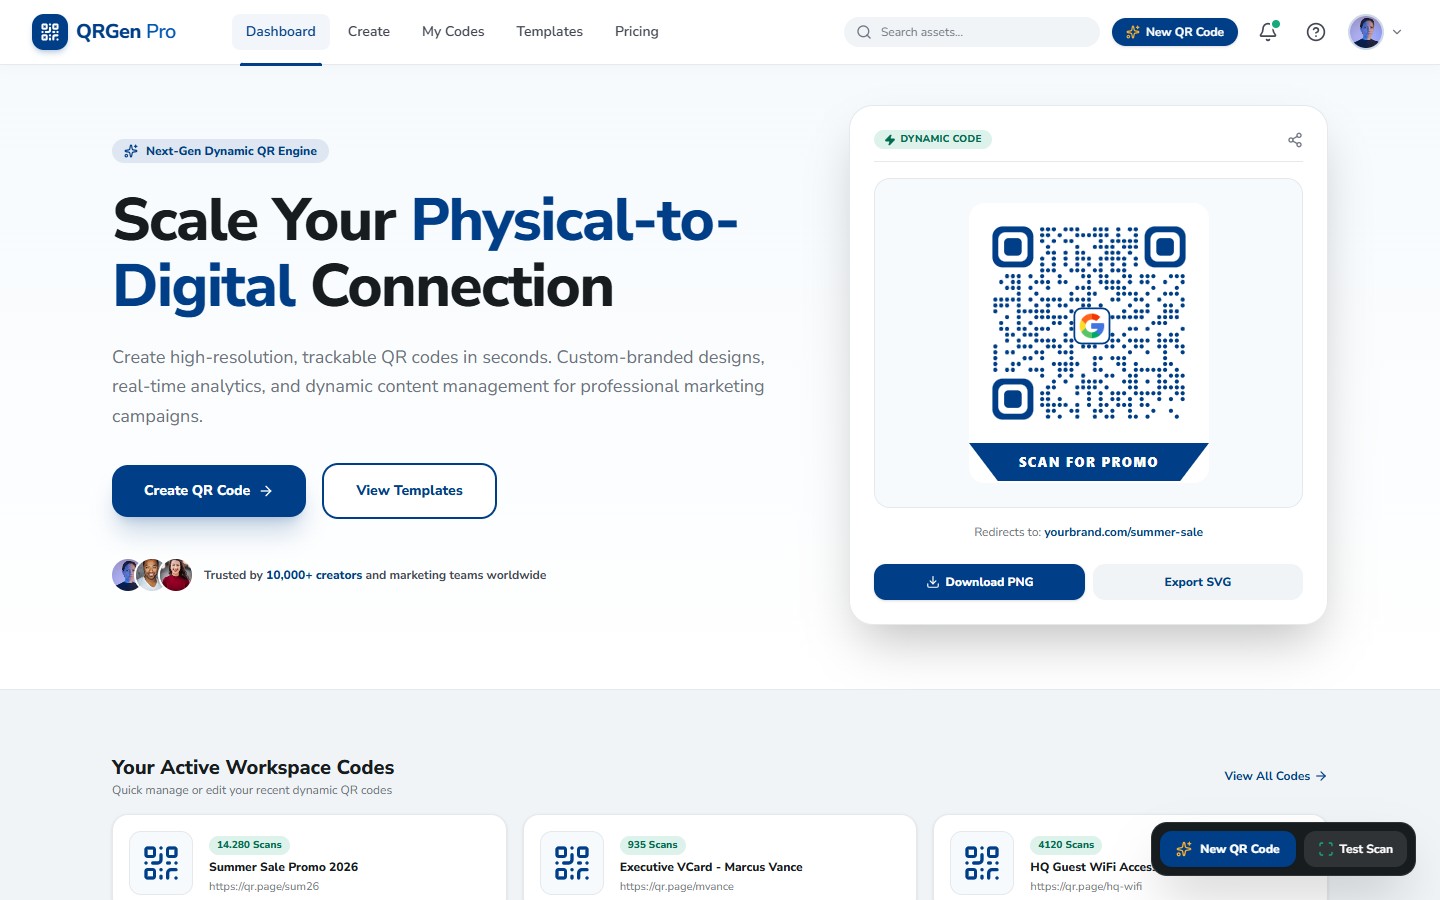 QRGen Pro
Dashboard
Create
My Codes
Templates
Pricing
Search assets...
New QR Code
Next-Gen Dynamic QR Engine
Scale Your Physical-to-
Digital Connection
Create high-resolution, trackable QR codes in seconds. Custom-branded designs,
real-time analytics, and dynamic content management for professional marketing
campaigns.
Create QR Code
View Templates
Trusted by 10,000+ creators and marketing teams worldwide
DYNAMIC CODE
SCAN FOR PROMO
Redirects to: yourbrand.com/summer-sale
Download PNG
Export SVG
Your Active Workspace Codes
Quick manage or edit your recent dynamic QR codes
View All Codes
14.280 Scans
Summer Sale Promo 2026
https://qr.page/sum26
935 Scans
Executive VCard - Marcus Vance
https://qr.page/mvance
4120 Scans
HQ Guest WiFi Access
https://qr.page/hq-wifi
New QR Code
Test Scan